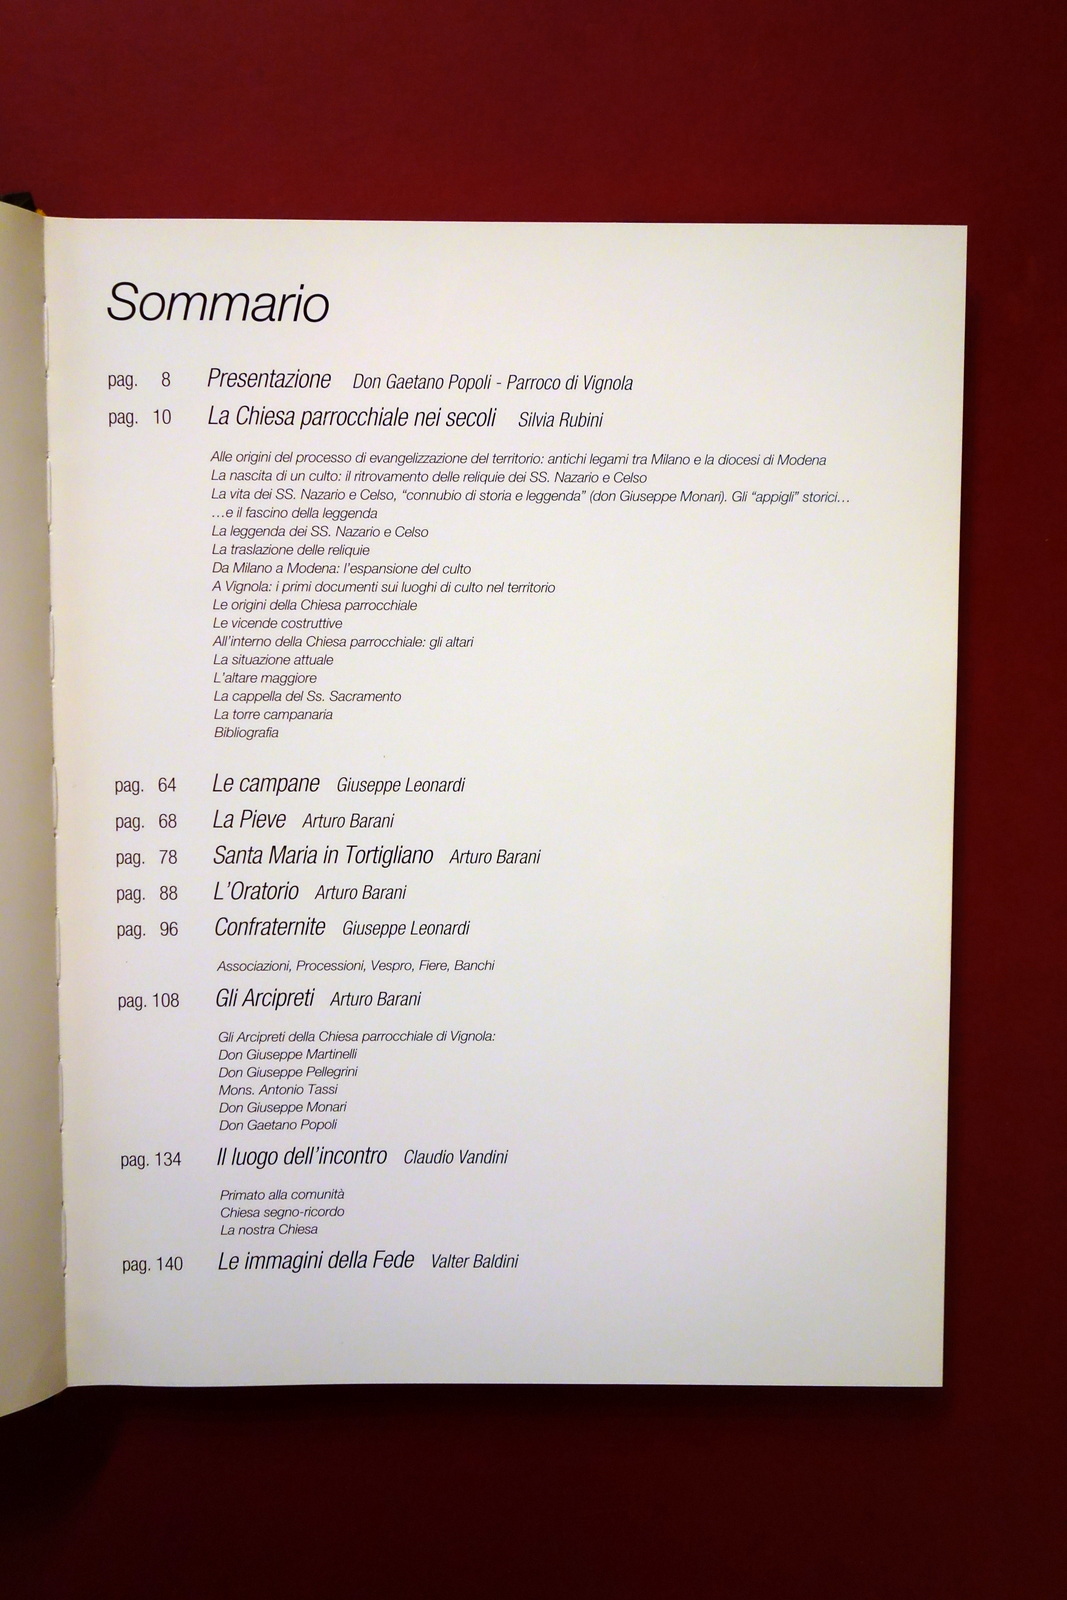 Sommario
pag. 8 Presentazione Don Gaetano Popoli - Parroco di Vignola
pag. 10 La Chiesa parrocchiale nei secoli Silvia Rubini
Alle origini del processo di evangelizzazione del territorio: antichi legami tra Milano e la diocesi di Modena
La nascita di un culto: il ritrovamento delle reliquie dei SS. Nazario e Celso
La vita dei SS. Nazario e Celso, “connubio di storia e leggenda” (don Giuseppe Monari). Gli “appigli” storici…
…e il fascino della leggenda
La leggenda dei SS. Nazario e Celso
La traslazione delle reliquie
Da Milano a Modena: l’espansione del culto
A Vignola: i primi documenti sui luoghi di culto nel territorio
Le origini della Chiesa parrocchiale
Le vicende costruttive
All’interno della Chiesa parrocchiale: gli altari
La situazione attuale
L’altare maggiore
La cappella del Ss. Sacramento
La torre campanaria
Bibliografia
pag. 64 Le campane Giuseppe Leonardi
pag. 68 La Pieve Arturo Barani
pag. 78 Santa Maria in Tortigliano Arturo Barani
pag. 88 L’Oratorio Arturo Barani
pag. 96 Confraternite Giuseppe Leonardi
Associazioni, Processioni, Vespro, Fiere, Banchi
pag. 108 Gli Arcipreti Arturo Barani
Gli Arcipreti della Chiesa parrocchiale di Vignola:
Don Giuseppe Martinelli
Don Giuseppe Pellegrini
Mons. Antonio Tassi
Don Giuseppe Monari
Don Gaetano Popoli
pag. 134 Il luogo dell’incontro Claudio Vandini
Primato alla comunità
Chiesa segno-ricordo
La nostra Chiesa
pag. 140 Le immagini della Fede Valter Baldini